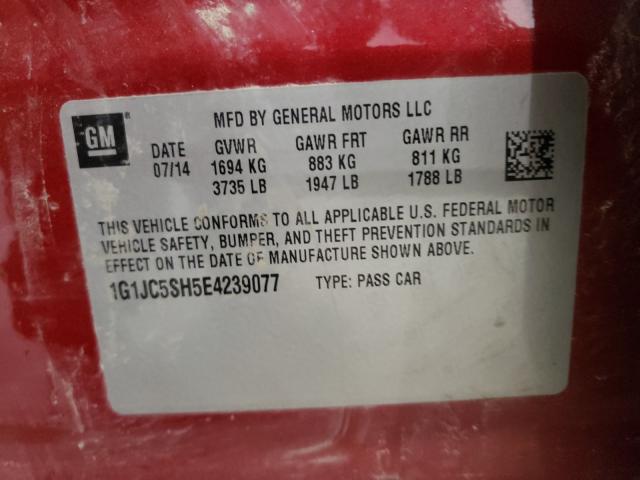 GM®
MFD BY GENERAL MOTORS LLC
DATE GVWR GAWR FRT GAWR RR
07/14 1694 KG 883 KG 811 KG
3735 LB 1947 LB 1788 LB
THIS VEHICLE CONFORMS TO ALL APPLICABLE U.S. FEDERAL MOTOR
VEHICLE SAFETY, BUMPER, AND THEFT PREVENTION STANDARDS IN
EFFECT ON THE DATE OF MANUFACTURE SHOWN ABOVE.
1G1JC5SH5E4239077 TYPE: PASS CAR